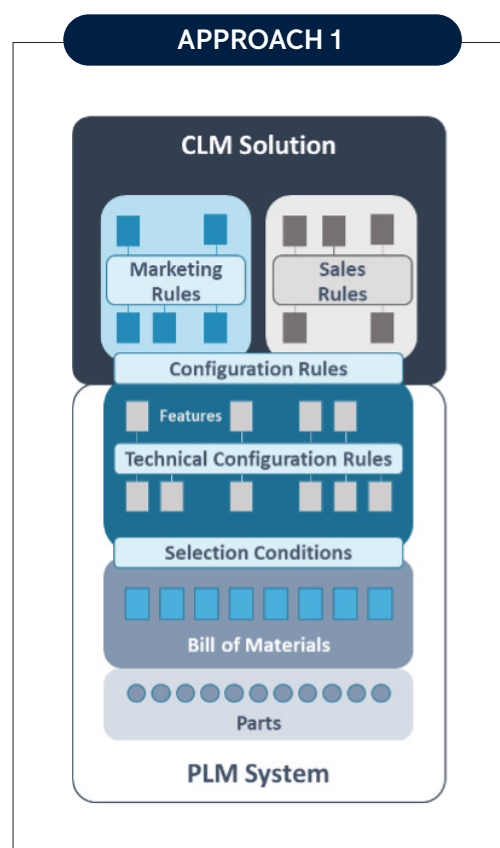 APPROACH 1
CLM Solution
Marketing
Rules
Sales
Rules
Configuration Rules
Features
Technical Configuration Rules
Selection Conditions
Bill of Materials
Parts
PLM System